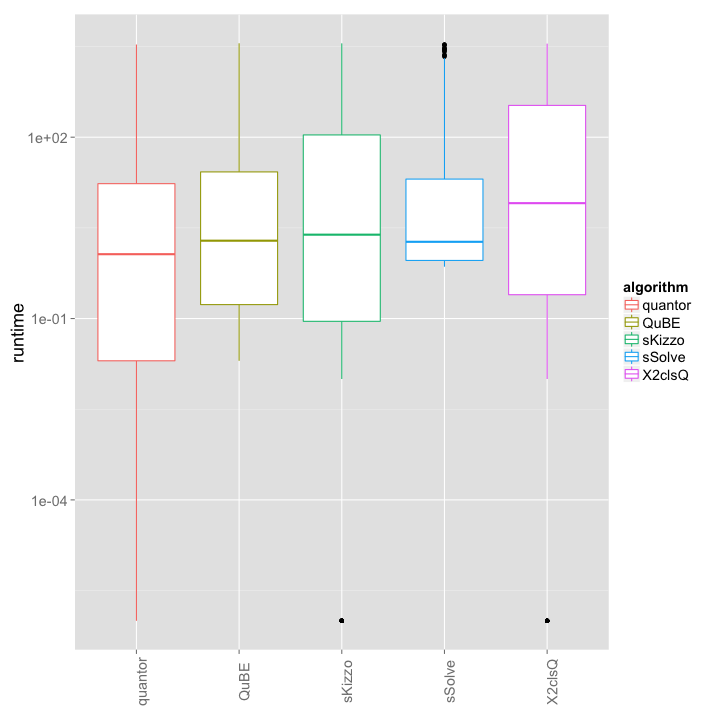 runtime
1e+02
1e-01
1e-04
quantor
QuBE
sKizzo
sSolve
X2clsQ
algorithm
quantor
QuBE
sKizzo
sSolve
X2clsQ